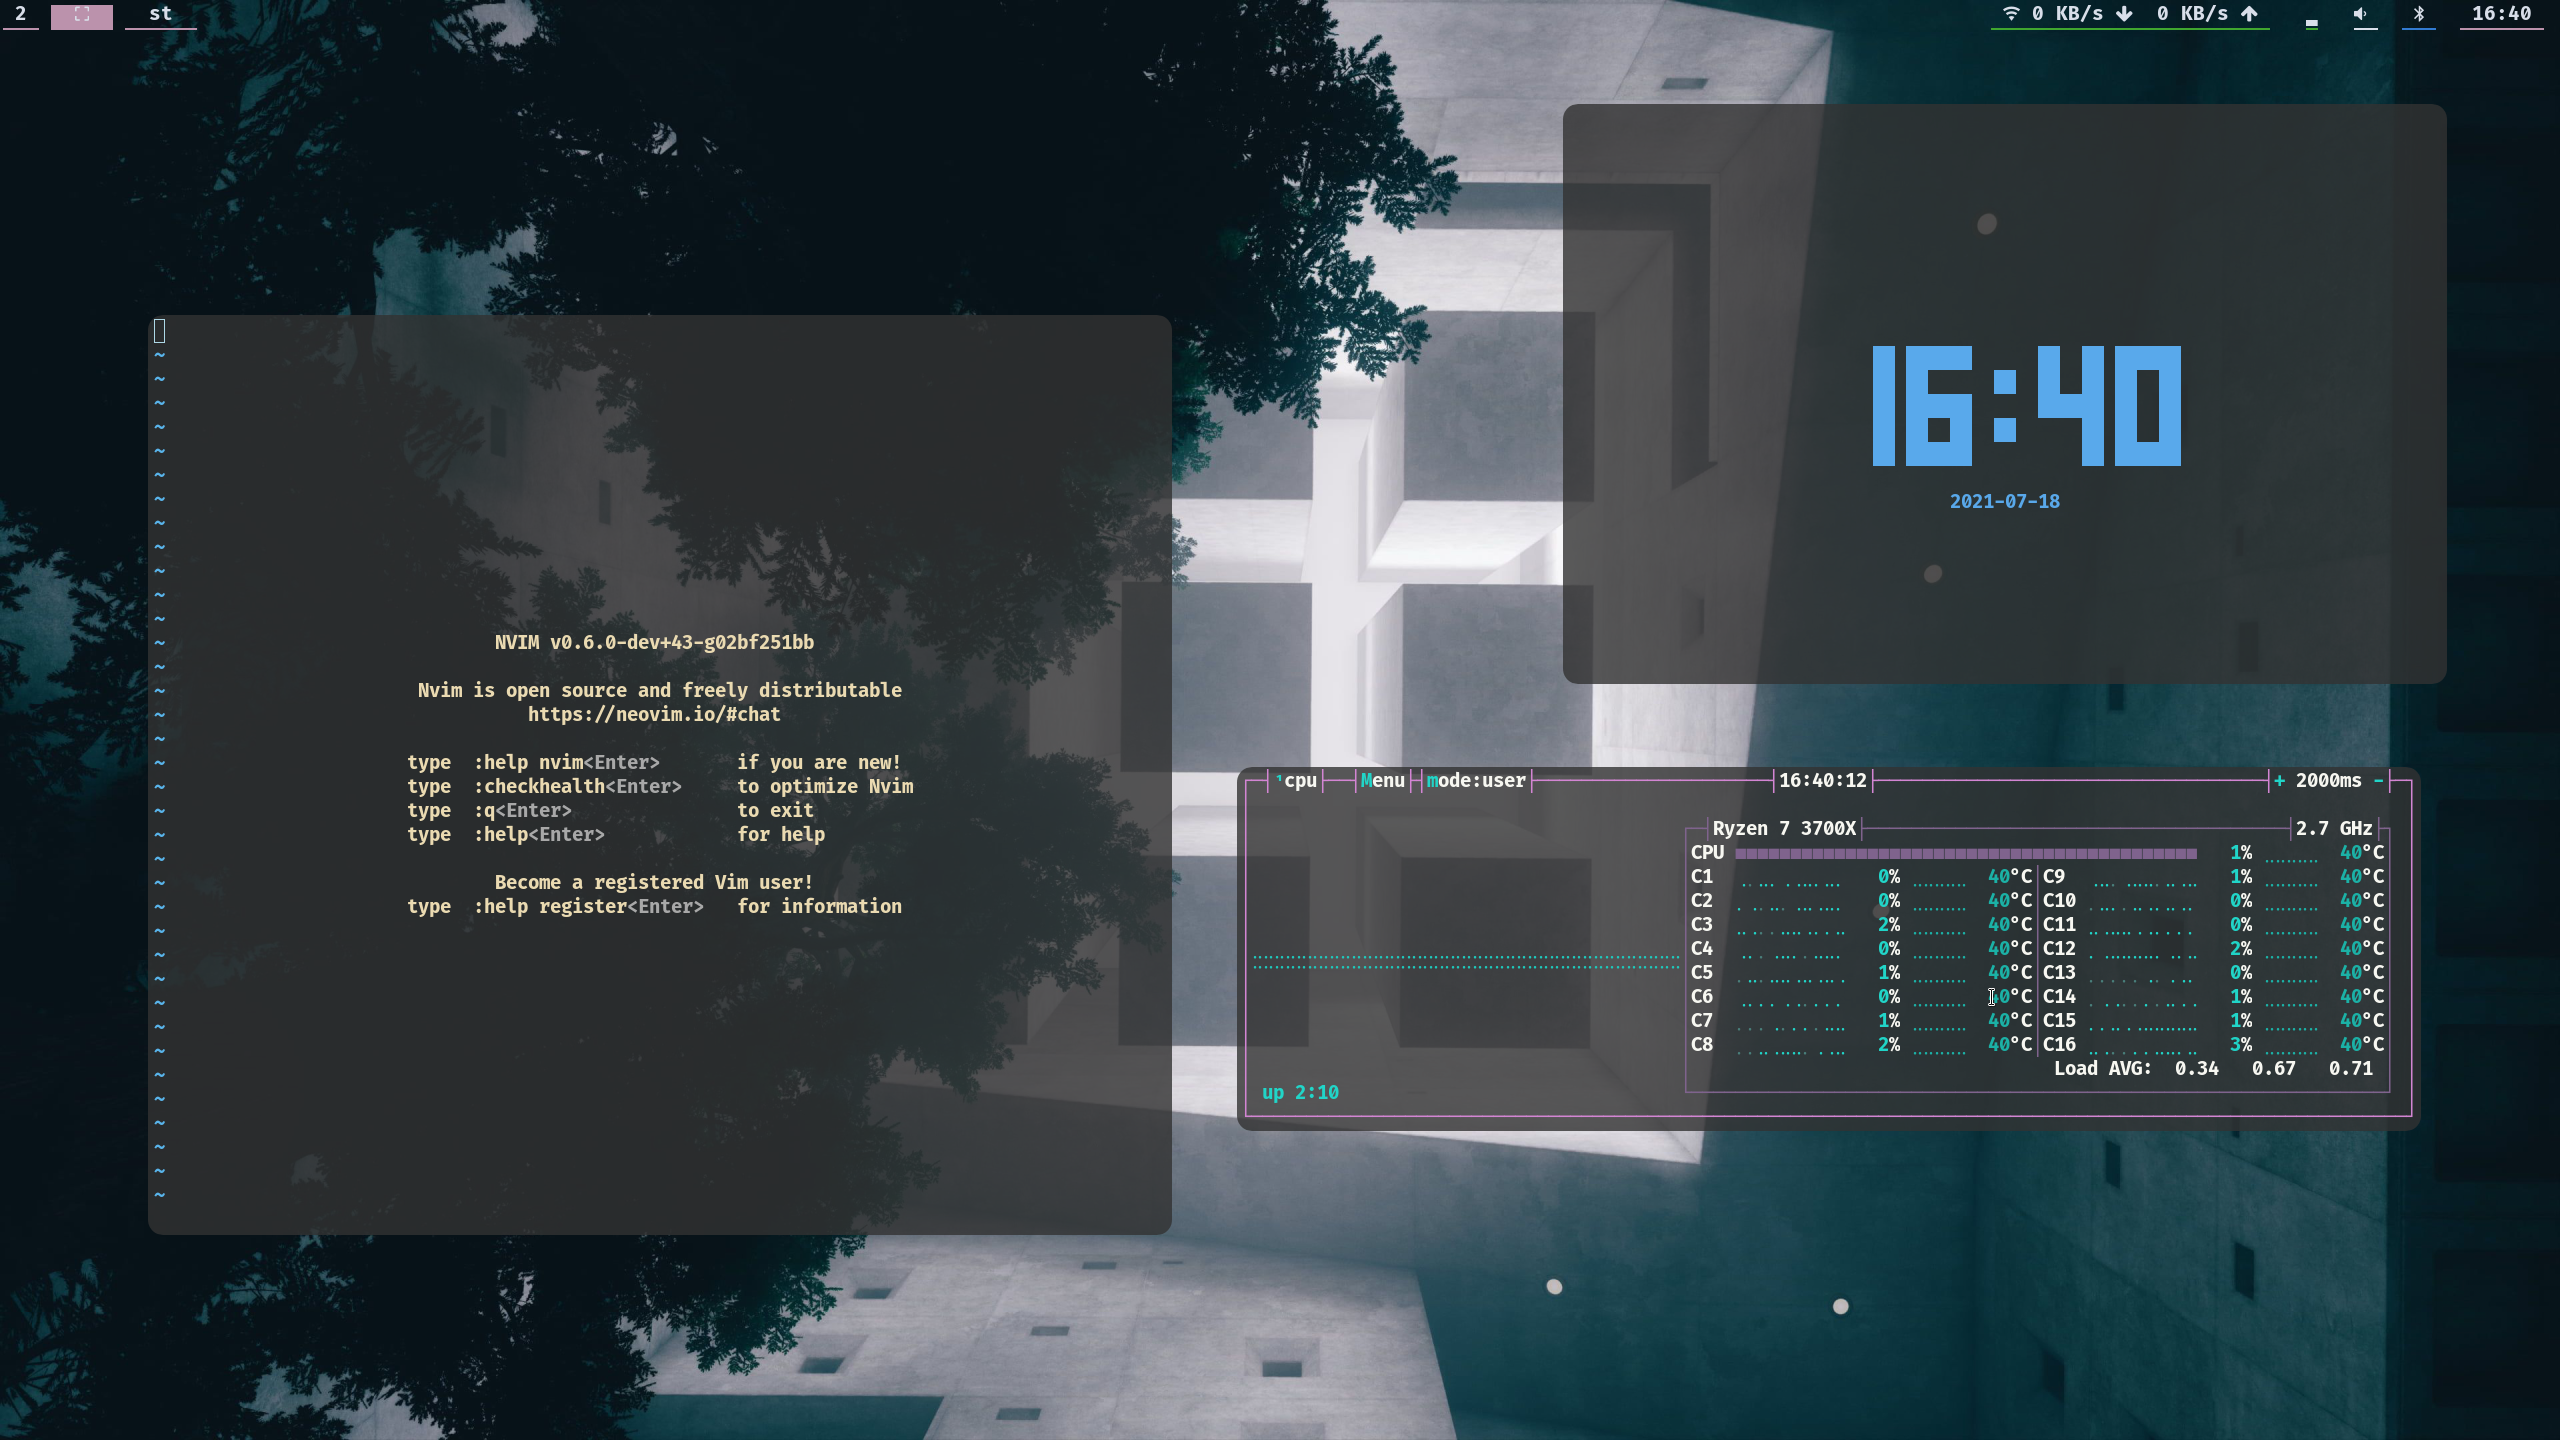 2 st 0 KB/s 0 KB/s 16:40
16:40
2021-07-18
~
~
~
~
~
~
~
~
~
~
~
~
~ NVIM v0.6.0-dev+43-g02bf251bb
~
~ Nvim is open source and freely distributable
~ https://neovim.io/#chat
~
~ type :help nvim<Enter> if you are new!
~ type :checkhealth<Enter> to optimize Nvim
~ type :q<Enter> to exit
~ type :help<Enter> for help
~
~ Become a registered Vim user!
~ type :help register<Enter> for information
~
~
~
~
~
~
~
~
~
~
~
~
¹cpu Menu mode:user 16:40:12 + 2000ms -
Ryzen 7 3700X 2.7 GHz
CPU 1% 40°C
C1 0% 40°C C9 1% 40°C
C2 0% 40°C C10 0% 40°C
C3 2% 40°C C11 0% 40°C
C4 0% 40°C C12 2% 40°C
C5 1% 40°C C13 0% 40°C
C6 0% 40°C C14 1% 40°C
C7 1% 40°C C15 1% 40°C
C8 2% 40°C C16 3% 40°C
Load AVG: 0.34 0.67 0.71
up 2:10